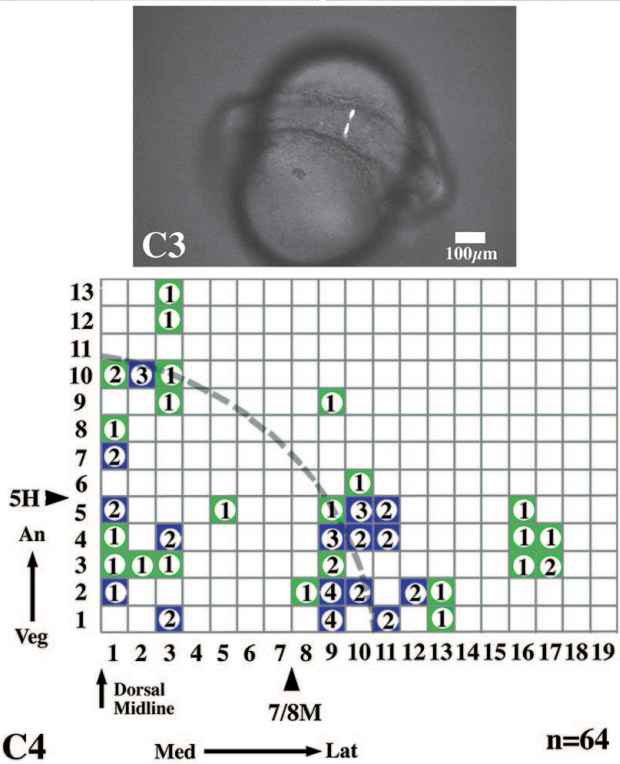 C3
100µm
13 1
12 1
11
10 2 3 1
9 1 1
8 1
7 2
6 1
5H
5 2 1 1 3 2 1
An
4 1 2 3 2 2 1 1
3 1 1 1 2 1 2
2 2 1 1 4 2 2 1
Veg
1 2 4 2 1
1 2 3 4 5 6 7 8 9 10 11 12 13 14 15 16 17 18 19
Dorsal
Midline
7/8M
C4
Med
Lat
n=64